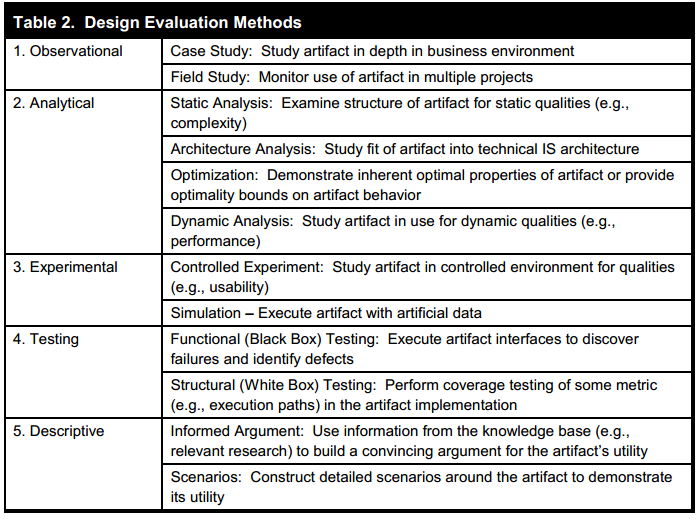 Table 2.  Design Evaluation Methods
1. Observational
Case Study:  Study artifact in depth in business environment
Field Study:  Monitor use of artifact in multiple projects
2. Analytical
Static Analysis:  Examine structure of artifact for static qualities (e.g.,
complexity)
Architecture Analysis:  Study fit of artifact into technical IS architecture
Optimization:  Demonstrate inherent optimal properties of artifact or provide
optimality bounds on artifact behavior
Dynamic Analysis:  Study artifact in use for dynamic qualities (e.g.,
performance)
3. Experimental
Controlled Experiment:  Study artifact in controlled environment for qualities
(e.g., usability)
Simulation – Execute artifact with artificial data
4. Testing
Functional (Black Box) Testing:  Execute artifact interfaces to discover
failures and identify defects
Structural (White Box) Testing:  Perform coverage testing of some metric
(e.g., execution paths) in the artifact implementation
5. Descriptive
Informed Argument:  Use information from the knowledge base (e.g.,
relevant research) to build a convincing argument for the artifact’s utility
Scenarios:  Construct detailed scenarios around the artifact to demonstrate
its utility